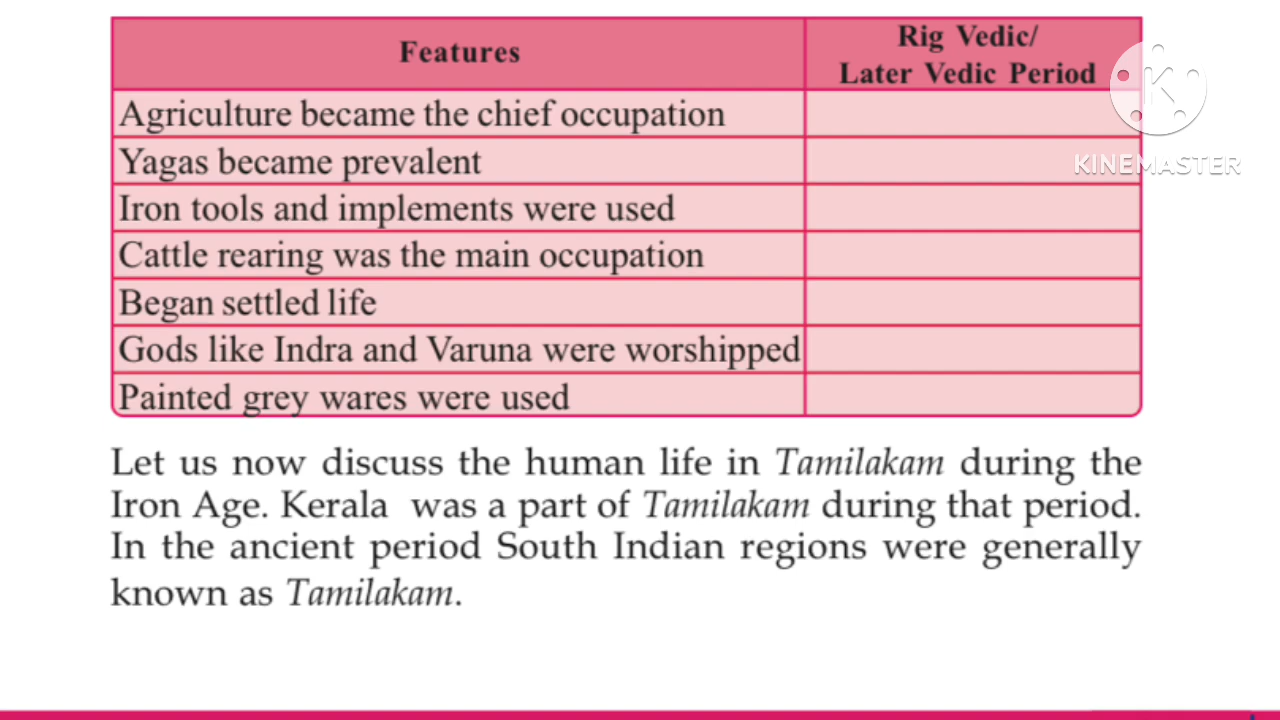 Features
Rig Vedic/
Later Vedic Period
Agriculture became the chief occupation
Yagas became prevalent
Iron tools and implements were used
Cattle rearing was the main occupation
Began settled life
Gods like Indra and Varuna were worshipped
Painted grey wares were used
K
KINEMASTER
Let us now discuss the human life in Tamilakam during the
Iron Age. Kerala was a part of Tamilakam during that period.
In the ancient period South Indian regions were generally
known as Tamilakam.